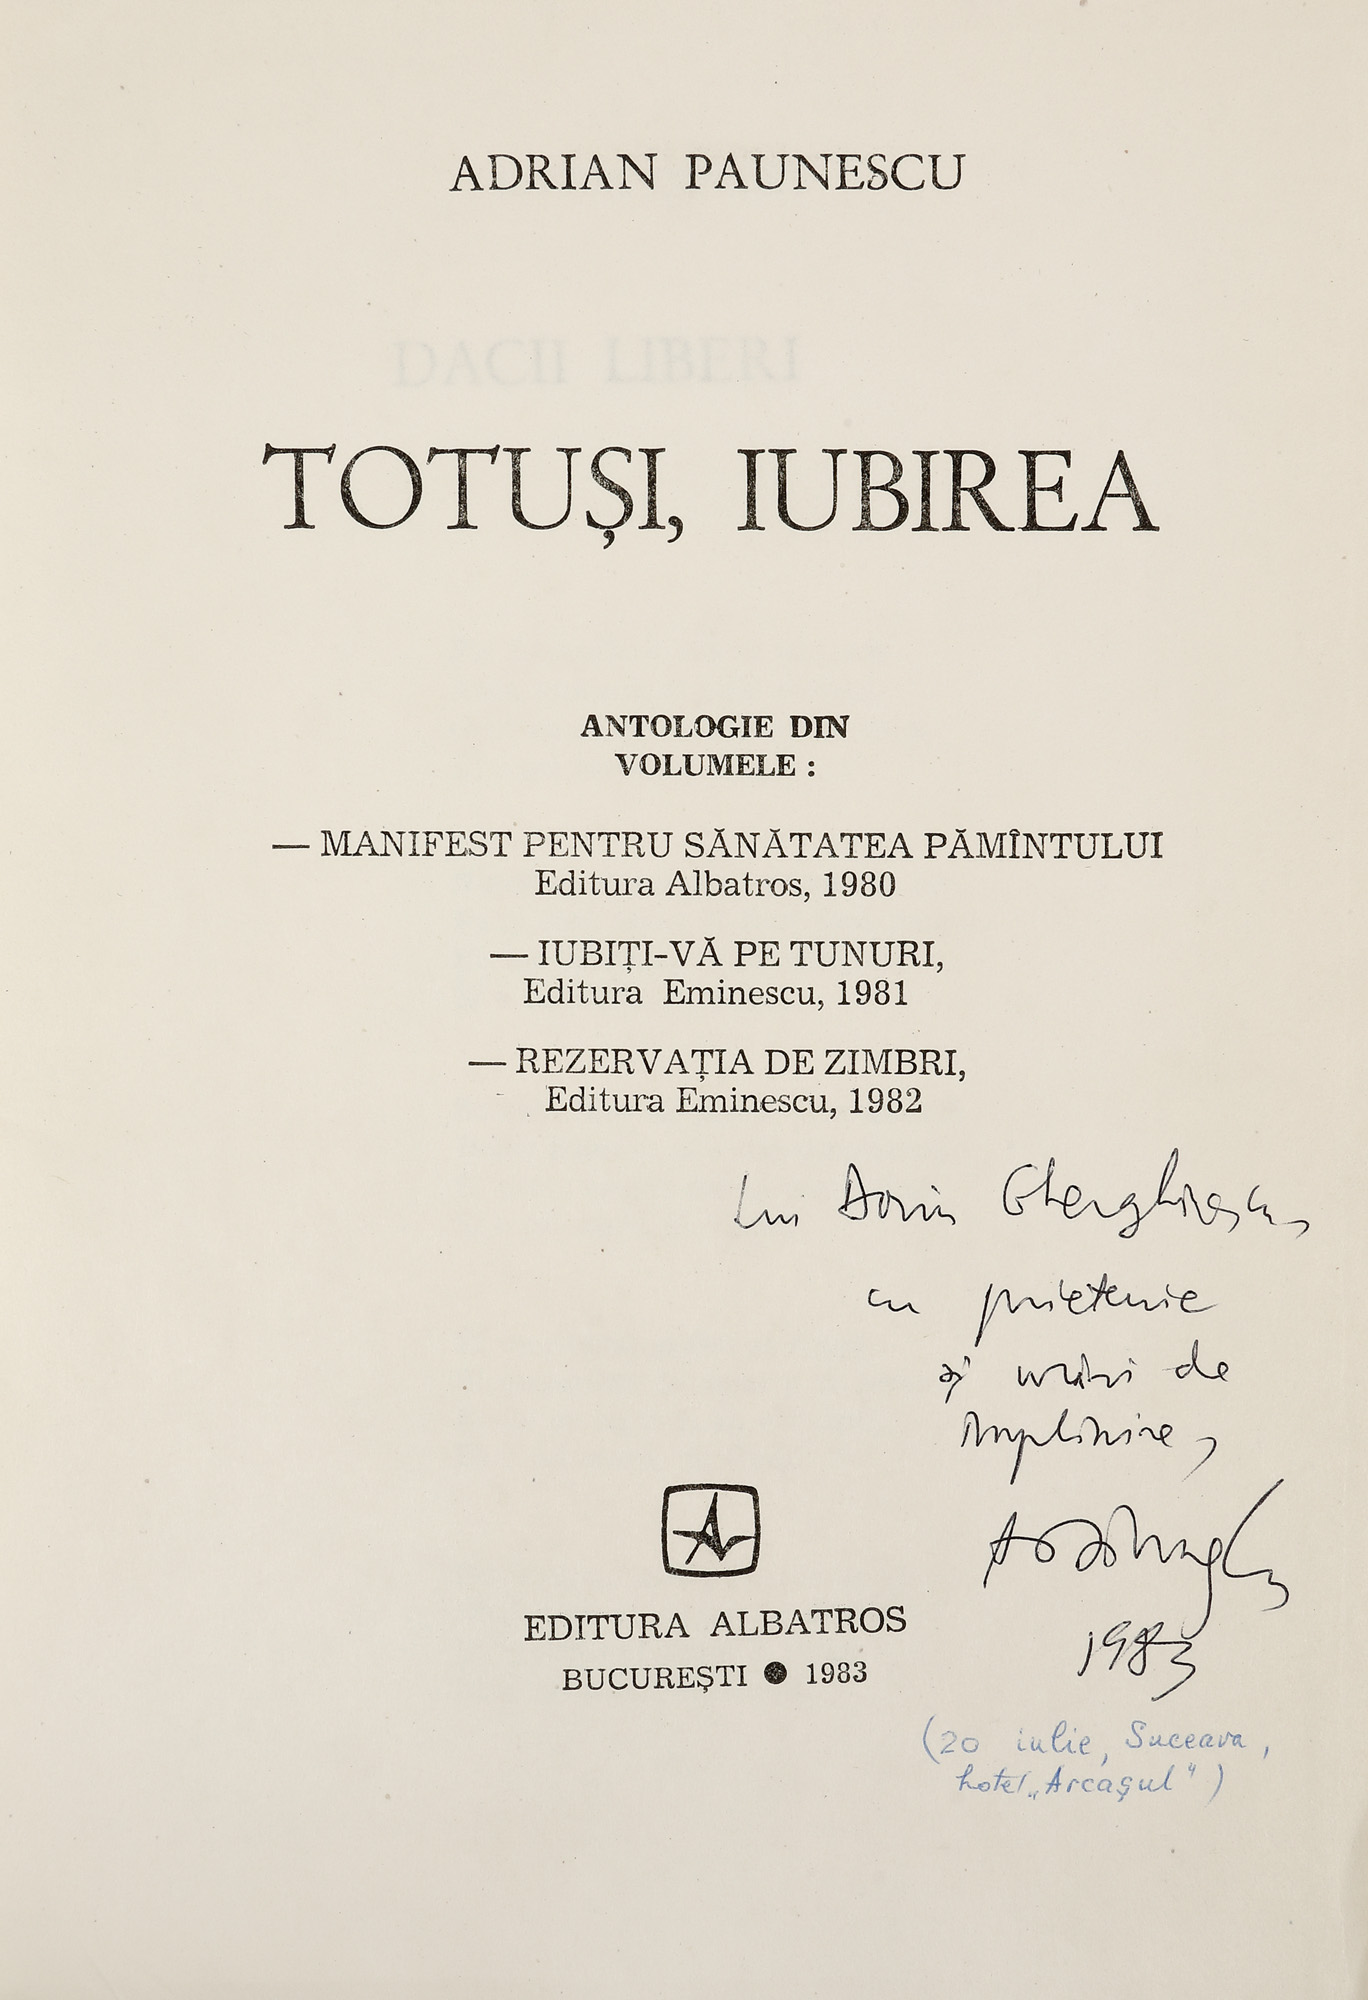 ADRIAN PAUNESCU
DACII LIBERI
TOTUȘI, IUBIREA
ANTOLOGIE DIN
VOLUMELE :
— MANIFEST PENTRU SĂNĂTATEA PĂMÎNTULUI
Editura Albatros, 1980
— IUBIȚI-VĂ PE TUNURI,
Editura Eminescu, 1981
— REZERVAȚIA DE ZIMBRI,
Editura Eminescu, 1982
Lui Dorin Gherghinescu,
cu prietenie
și urări de
împlinire,
1983
EDITURA ALBATROS
BUCUREȘTI ● 1983
(20 iulie, Suceava,
hotel „Arcașul")